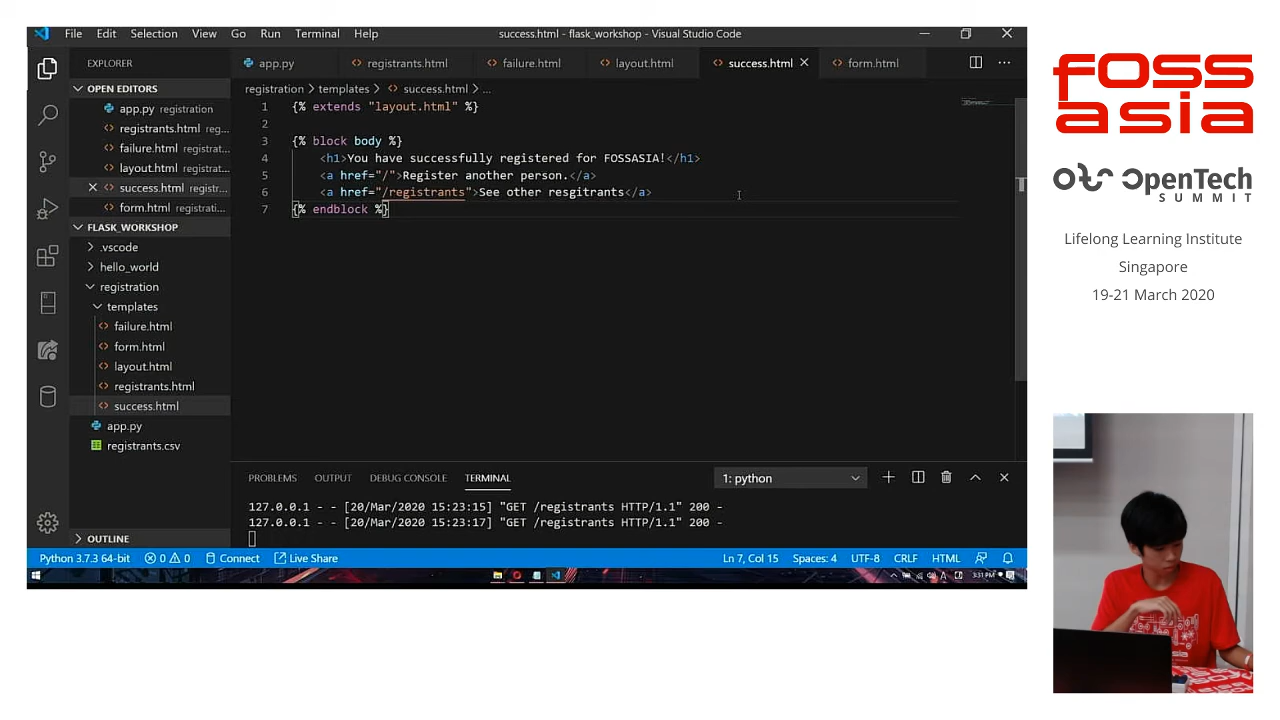 File Edit Selection View Go Run Terminal Help success.html - flask_workshop - Visual Studio Code
EXPLORER
OPEN EDITORS
app.py registration
registrants.html reg...
failure.html registrat...
layout.html registrat...
success.html registr...
form.html registrati...
FLASK_WORKSHOP
.vscode
hello_world
registration
templates
failure.html
form.html
layout.html
registrants.html
success.html
app.py
registrants.csv
OUTLINE
app.py registrants.html failure.html layout.html success.html form.html
registration > templates > success.html > ...
1 {% extends "layout.html" %}
2
3 {% block body %}
4 <h1>You have successfully registered for FOSSASIA!</h1>
5 <a href="/">Register another person.</a>
6 <a href="/registrants">See other resgitrants</a>
7 {% endblock %}
PROBLEMS OUTPUT DEBUG CONSOLE TERMINAL 1: python
127.0.0.1 - - [20/Mar/2020 15:23:15] "GET /registrants HTTP/1.1" 200 -
127.0.0.1 - - [20/Mar/2020 15:23:17] "GET /registrants HTTP/1.1" 200 -
Python 3.7.3 64-bit 0 0 Connect Live Share Ln 7, Col 15 Spaces: 4 UTF-8 CRLF HTML
3:31 PM
FOSS
asia
OpenTech
SUMMIT
Lifelong Learning Institute
Singapore
19-21 March 2020